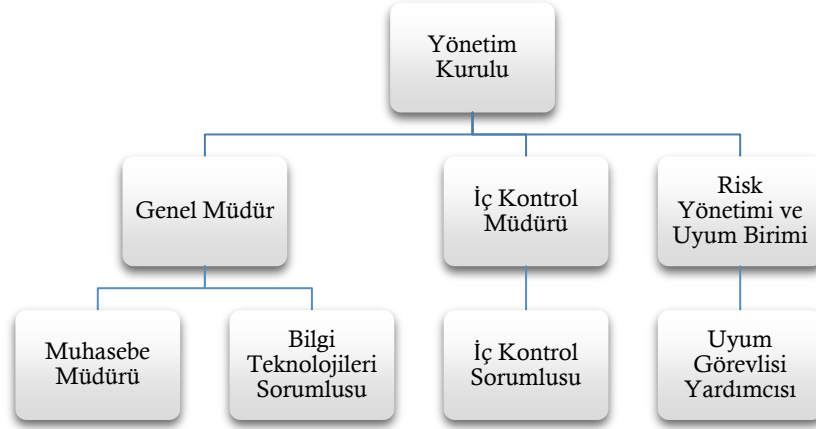 Yönetim
Kurulu
Genel Müdür
İç Kontrol
Müdürü
Risk
Yönetimi ve
Uyum Birimi
Muhasebe
Müdürü
Bilgi
Teknolojileri
Sorumlusu
İç Kontrol
Sorumlusu
Uyum
Görevlisi
Yardımcısı